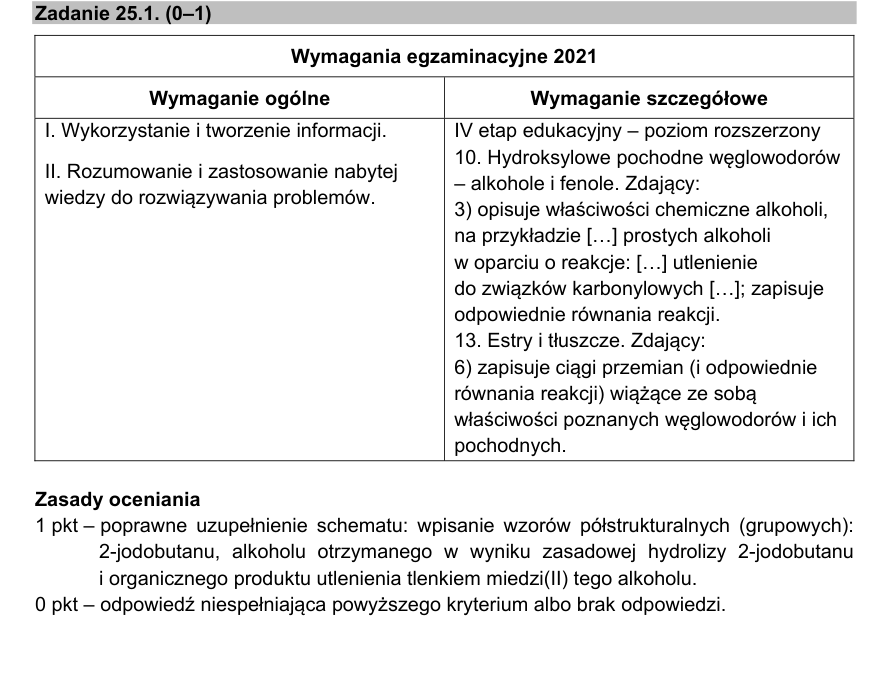 Zadanie 25.1. (0–1)
Wymagania egzaminacyjne 2021
Wymaganie ogólne
Wymaganie szczegółowe
I. Wykorzystanie i tworzenie informacji.
II. Rozumowanie i zastosowanie nabytej
wiedzy do rozwiązywania problemów.
IV etap edukacyjny – poziom rozszerzony
10. Hydroksylowe pochodne węglowodorów
– alkohole i fenole. Zdający:
3) opisuje właściwości chemiczne alkoholi,
na przykładzie […] prostych alkoholi
w oparciu o reakcje: […] utlenienie
do związków karbonylowych […]; zapisuje
odpowiednie równania reakcji.
13. Estry i tłuszcze. Zdający:
6) zapisuje ciągi przemian (i odpowiednie
równania reakcji) wiążące ze sobą
właściwości poznanych węglowodorów i ich
pochodnych.
Zasady oceniania
1 pkt – poprawne uzupełnienie schematu: wpisanie wzorów półstrukturalnych (grupowych):
2-jodobutanu, alkoholu otrzymanego w wyniku zasadowej hydrolizy 2-jodobutanu
i organicznego produktu utlenienia tlenkiem miedzi(II) tego alkoholu.
0 pkt – odpowiedź niespełniająca powyższego kryterium albo brak odpowiedzi.